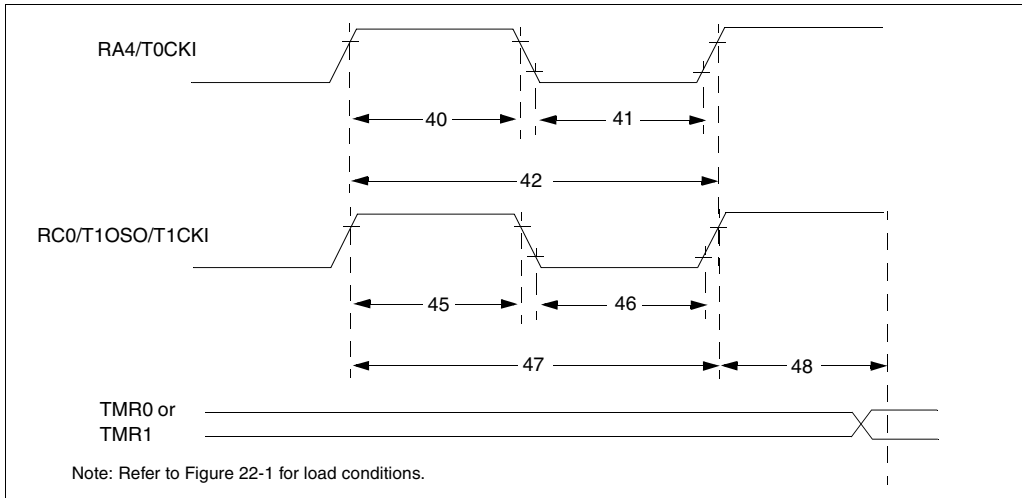 RA4/T0CKI
40
41
42
RC0/T1OSO/T1CKI
45
46
47
48
TMR0 or
TMR1
Note: Refer to Figure 22-1 for load conditions.